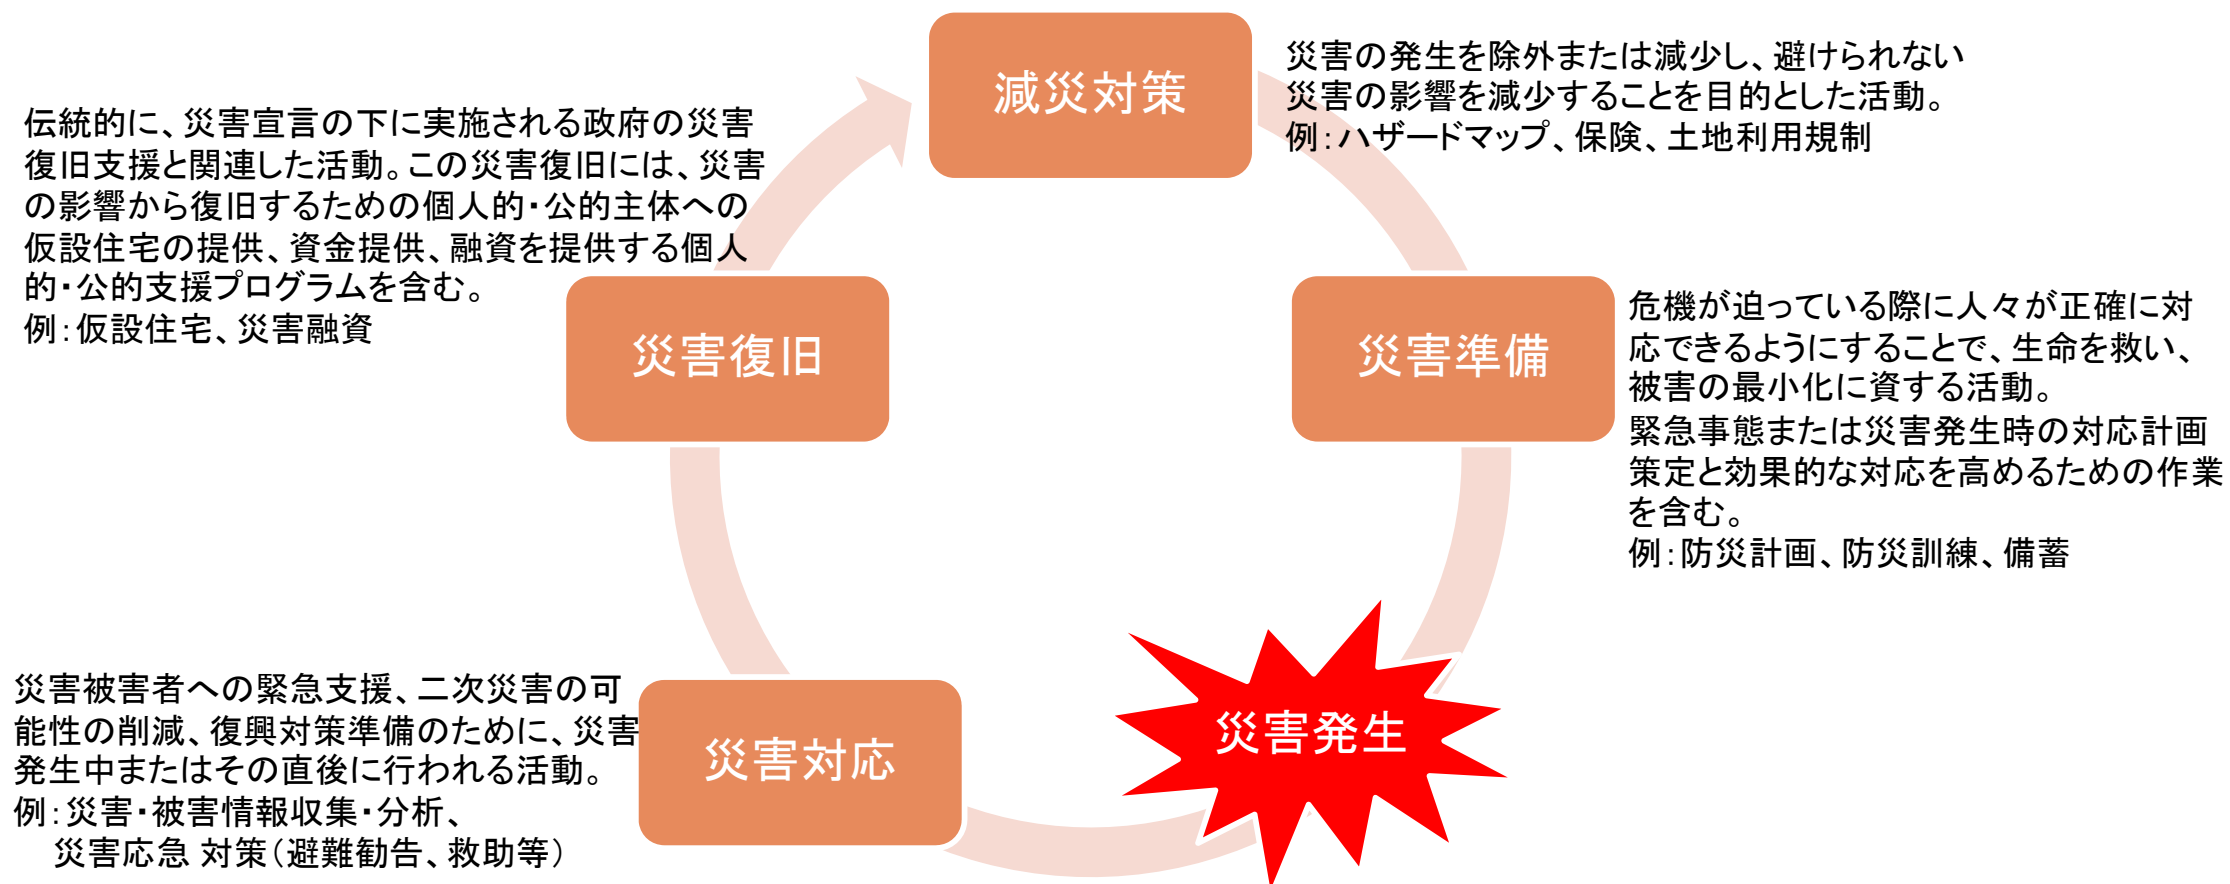 減災対策
災害の発生を除外または減少し、避けられない
災害の影響を減少することを目的とした活動。
例：ハザードマップ、保険、土地利用規制
災害準備
危機が迫っている際に人々が正確に対
応できるようにすることで、生命を救い、
被害の最小化に資する活動。
緊急事態または災害発生時の対応計画
策定と効果的な対応を高めるための作業
を含む。
例：防災計画、防災訓練、備蓄
災害発生
災害対応
災害被害者への緊急支援、二次災害の可
能性の削減、復興対策準備のために、災害
発生中またはその直後に行われる活動。
例：災害・被害情報収集・分析、
災害応急 対策（避難勧告、救助等）
災害復旧
伝統的に、災害宣言の下に実施される政府の災害
復旧支援と関連した活動。この災害復旧には、災害
の影響から復旧するための個人的・公的主体への
仮設住宅の提供、資金提供、融資を提供する個人
的・公的支援プログラムを含む。
例：仮設住宅、災害融資